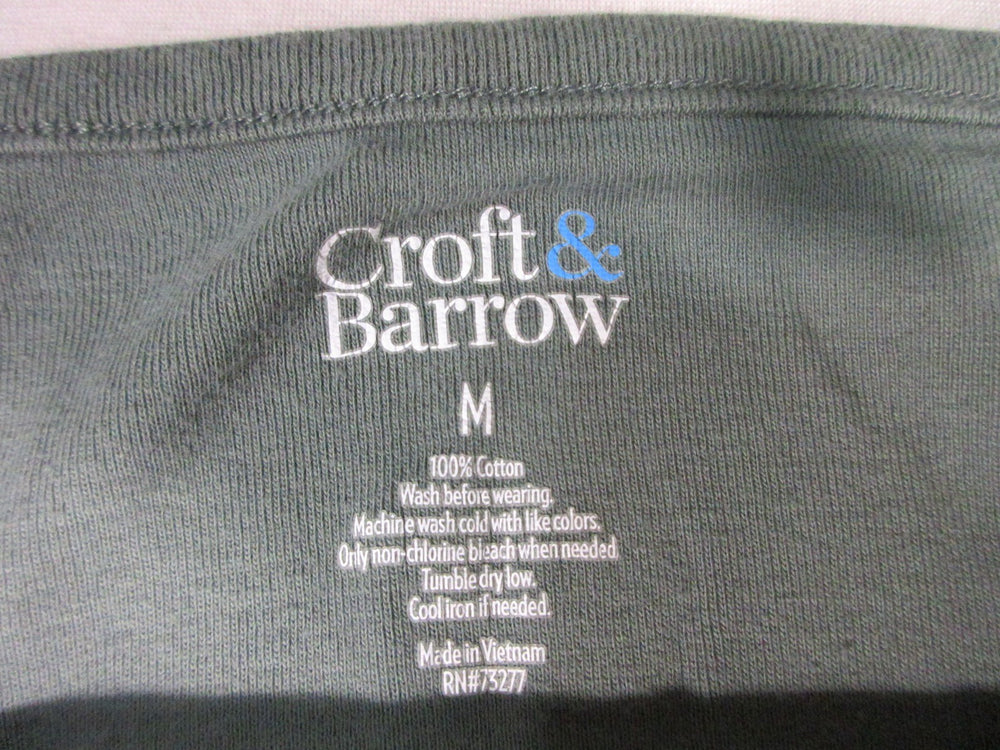 Croft &
Barrow
M
100% Cotton
Wash before wearing.
Machine wash cold with like colors.
Only non-chlorine bleach when needed.
Tumble dry low.
Cool iron if needed.
Made in Vietnam
RN#73277